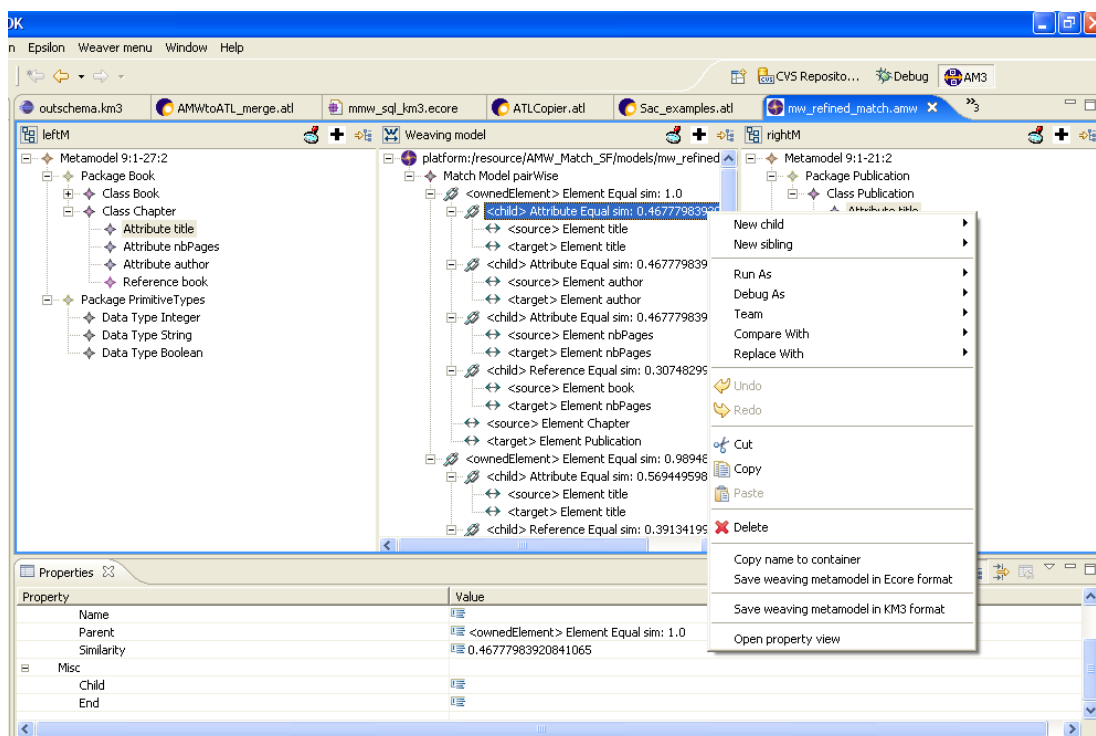 OK
n Epsilon Weaver menu Window Help
CVS Reposito... Debug AM3
outschema.km3 AMWtoATL_merge.atl mmw_sql_km3.ecore ATLCopier.atl Sac_examples.atl mw_refined_match.amw »3
leftM
Metamodel 9:1-27:2
Package Book
Class Book
Class Chapter
Attribute title
Attribute nbPages
Attribute author
Reference book
Package PrimitiveTypes
Data Type Integer
Data Type String
Data Type Boolean
Weaving model
platform:/resource/AMW_Match_SF/models/mw_refined
Match Model pairWise
<ownedElement> Element Equal sim: 1.0
<child> Attribute Equal sim: 0.4677798392
<source> Element title
<target> Element title
<child> Attribute Equal sim: 0.467779839
<source> Element author
<target> Element author
<child> Attribute Equal sim: 0.467779839
<source> Element nbPages
<target> Element nbPages
<child> Reference Equal sim: 0.30748299
<source> Element book
<target> Element nbPages
<source> Element Chapter
<target> Element Publication
<ownedElement> Element Equal sim: 0.98948
<child> Attribute Equal sim: 0.569449598
<source> Element title
<target> Element title
<child> Reference Equal sim: 0.39134199
rightM
Metamodel 9:1-21:2
Package Publication
Class Publication
Attribute title
New child
New sibling
Run As
Debug As
Team
Compare With
Replace With
Undo
Redo
Cut
Copy
Paste
Delete
Copy name to container
Save weaving metamodel in Ecore format
Save weaving metamodel in KM3 format
Open property view
Properties
Property Value
Name
Parent <ownedElement> Element Equal sim: 1.0
Similarity 0.46777983920841065
Misc
Child
End